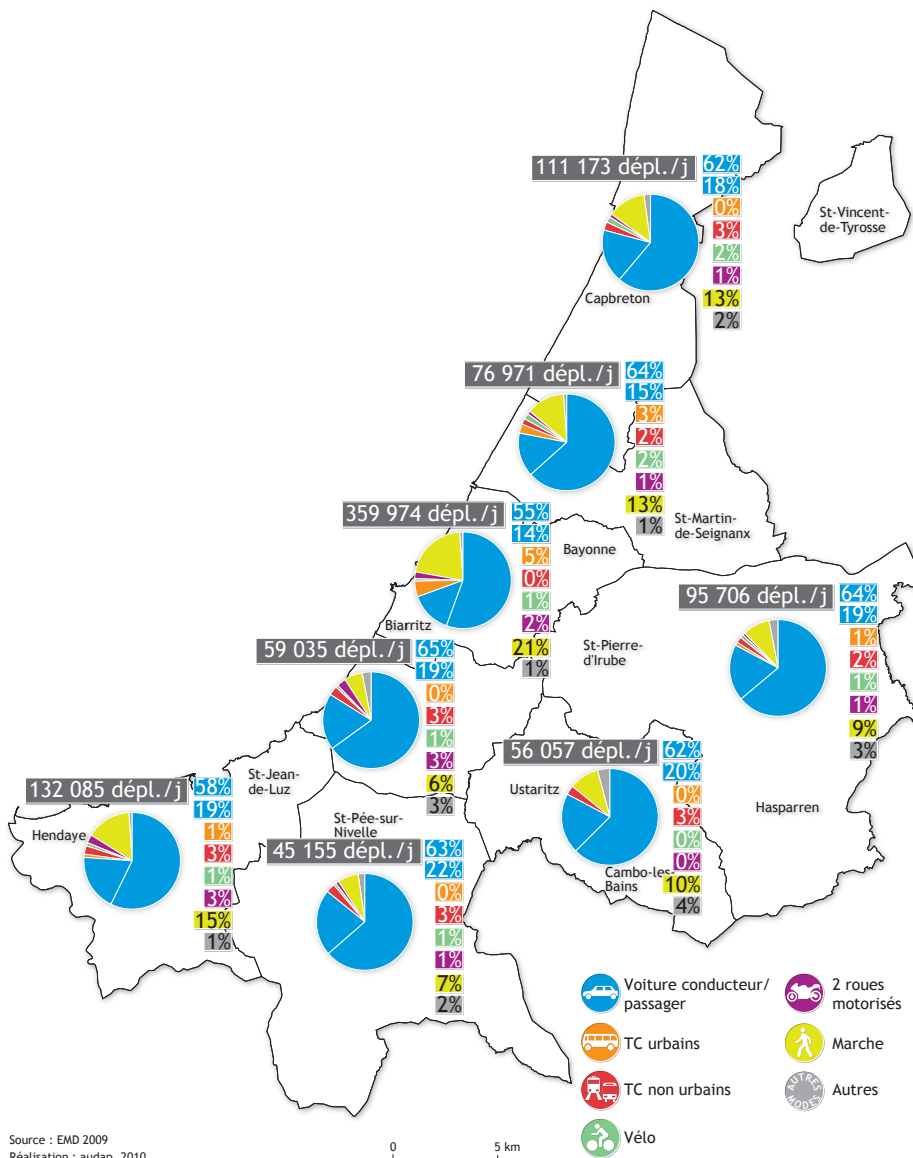 111 173 dépl./j
62%
18%
0%
3%
2%
1%
13%
2%
St-Vincent-
de-Tyrosse
Capbreton
76 971 dépl./j
64%
15%
3%
2%
2%
1%
13%
1%
St-Martin-
de-Seignanx
359 974 dépl./j
55%
14%
5%
0%
1%
2%
21%
1%
Bayonne
Biarritz
95 706 dépl./j
64%
19%
1%
2%
1%
1%
9%
3%
St-Pierre-
d'Irube
59 035 dépl./j
65%
19%
0%
3%
1%
3%
6%
3%
St-Jean-
de-Luz
56 057 dépl./j
62%
20%
0%
3%
0%
0%
10%
4%
Ustaritz
Cambo-les-
Bains
Hasparren
132 085 dépl./j
58%
19%
1%
3%
1%
3%
15%
1%
Hendaye
St-Pée-sur-
Nivelle
45 155 dépl./j
63%
22%
0%
3%
1%
1%
7%
2%
Voiture conducteur/
passager
TC urbains
TC non urbains
Vélo
2 roues
motorisés
Marche
AUTRES
MODES
Autres
Source : EMD 2009
Réalisation : audap, 2010
0
5 km